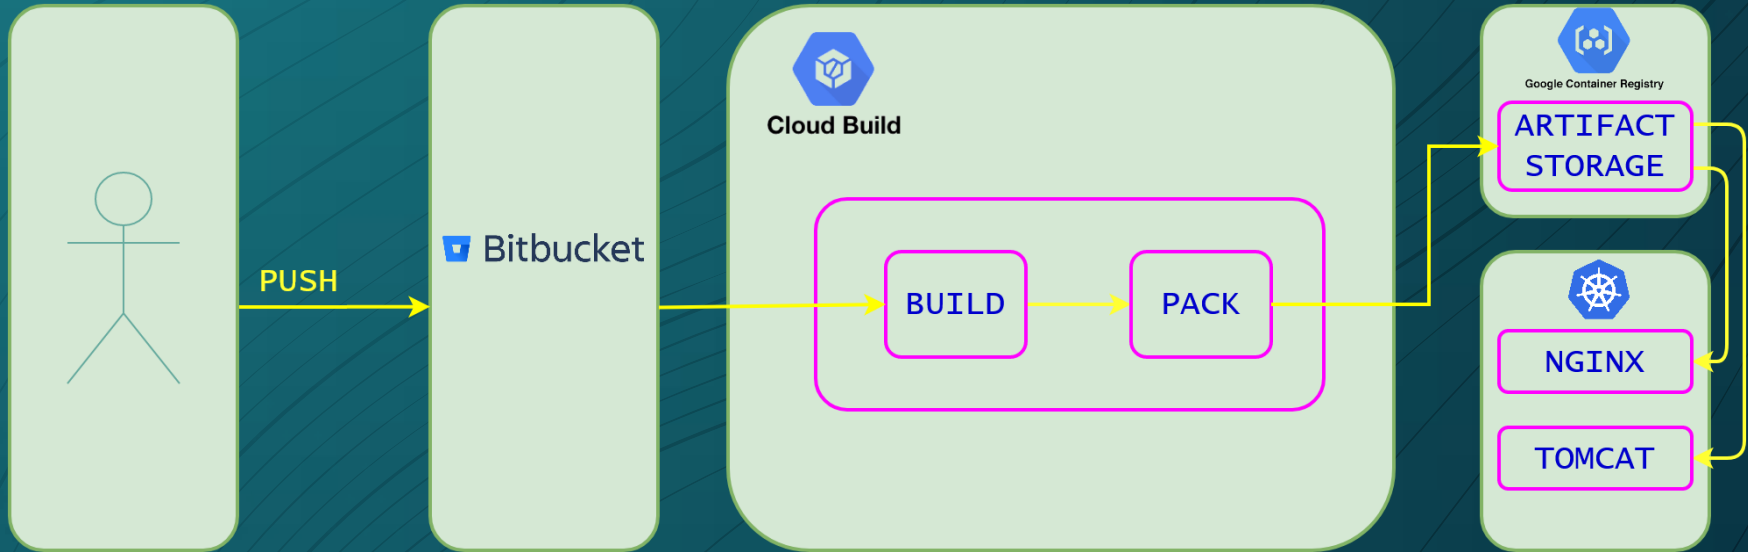 PUSH
Bitbucket
Cloud Build
BUILD
PACK
Google Container Registry
ARTIFACT
STORAGE
NGINX
TOMCAT